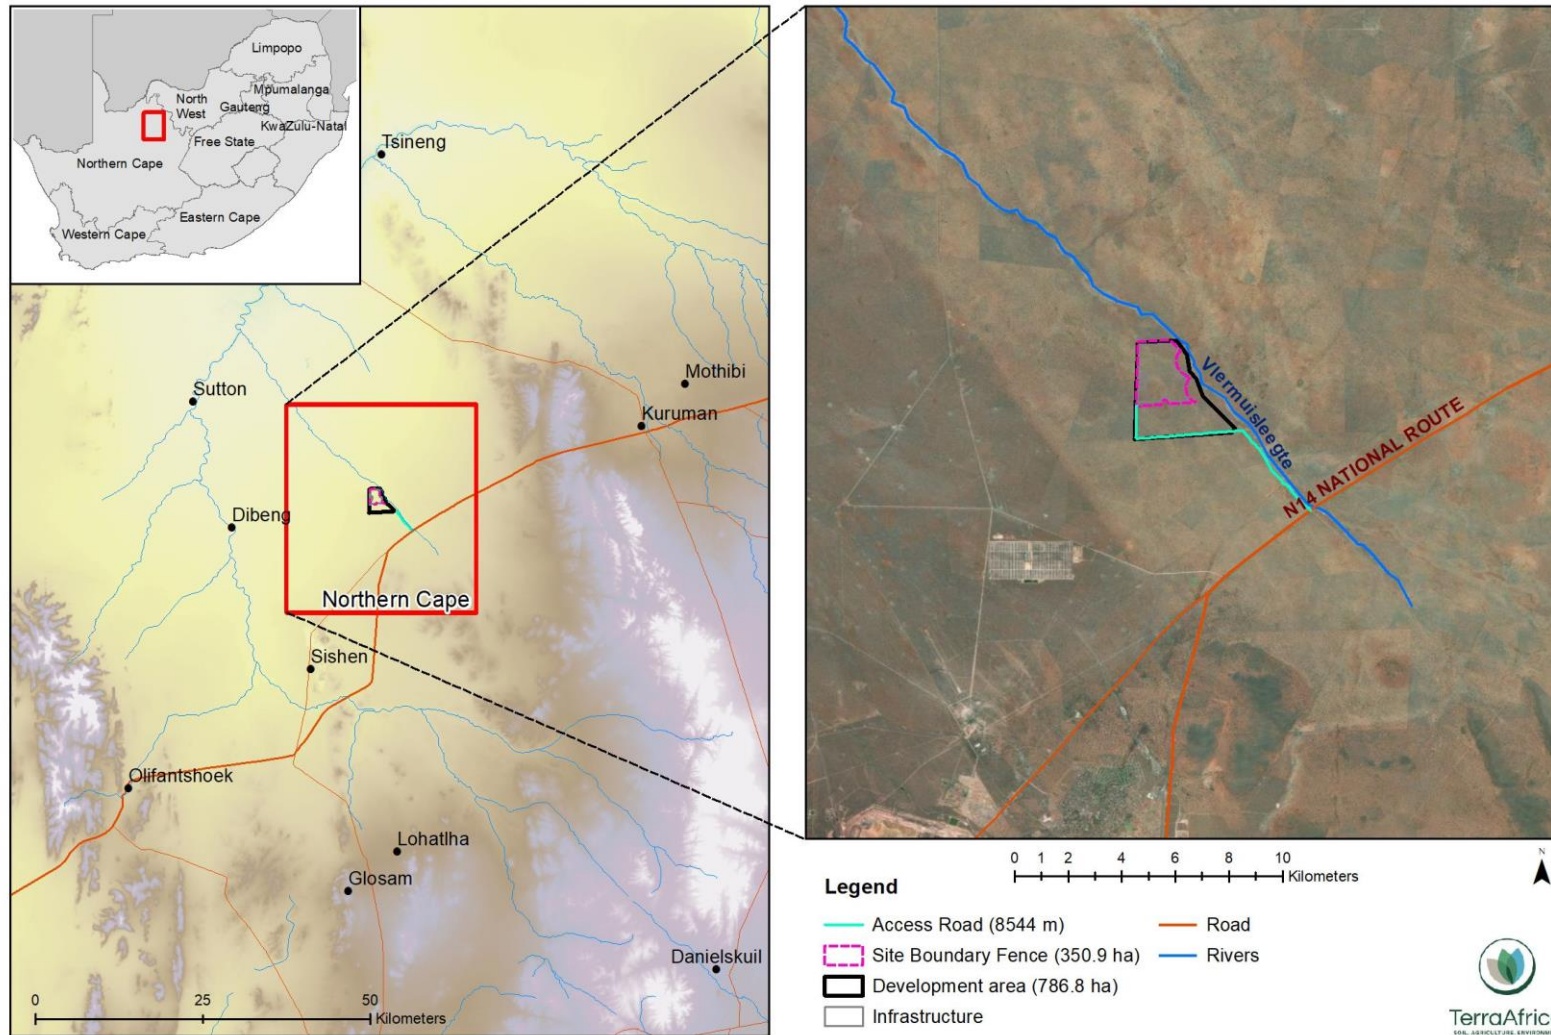 Limpopo
North
West
Mpumalanga
Gauteng
KwaZulu-Natal
Free State
Northern Cape
Eastern Cape
Western Cape
Tsineng
Mothibi
Sutton
Kuruman
Dibeng
Northern Cape
Sishen
Olifantshoek
Lohatlha
Glosam
Danielskuil
0 25 50
Kilometers
Vlermuisleegte
N14 NATIONAL ROUTE
0 1 2 4 6 8 10
Kilometers
N
Legend
Access Road (8544 m)
Site Boundary Fence (350.9 ha)
Development area (786.8 ha)
Infrastructure
Road
Rivers
TerraAfric
SOIL, AGRICULTURE, ENVIRONM